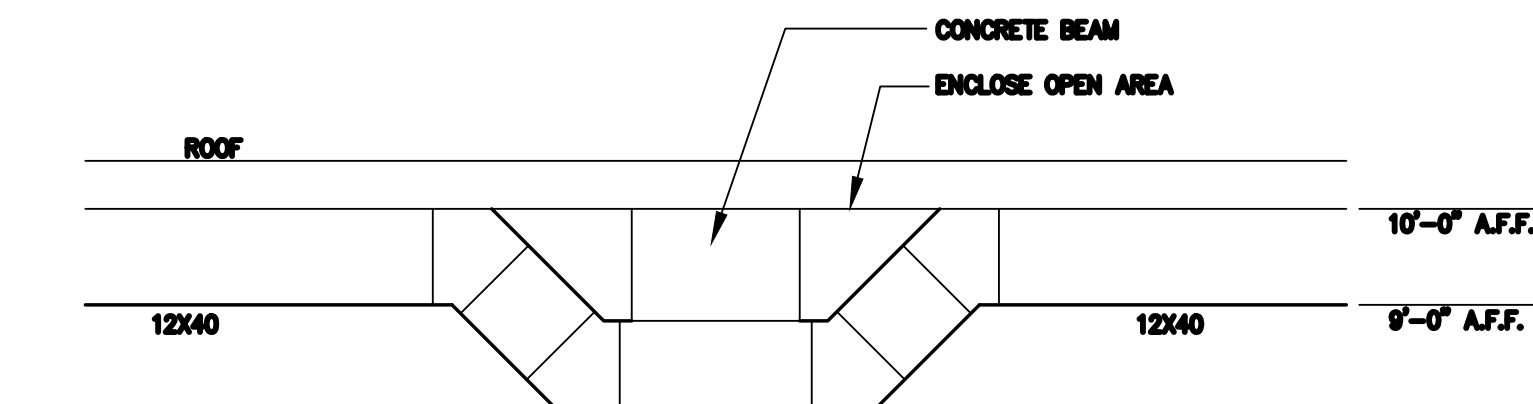 CONCRETE BEAM
ENCLOSE OPEN AREA
ROOF
10'-0" A.F.F.
12X40
12X40
9'-0" A.F.F.